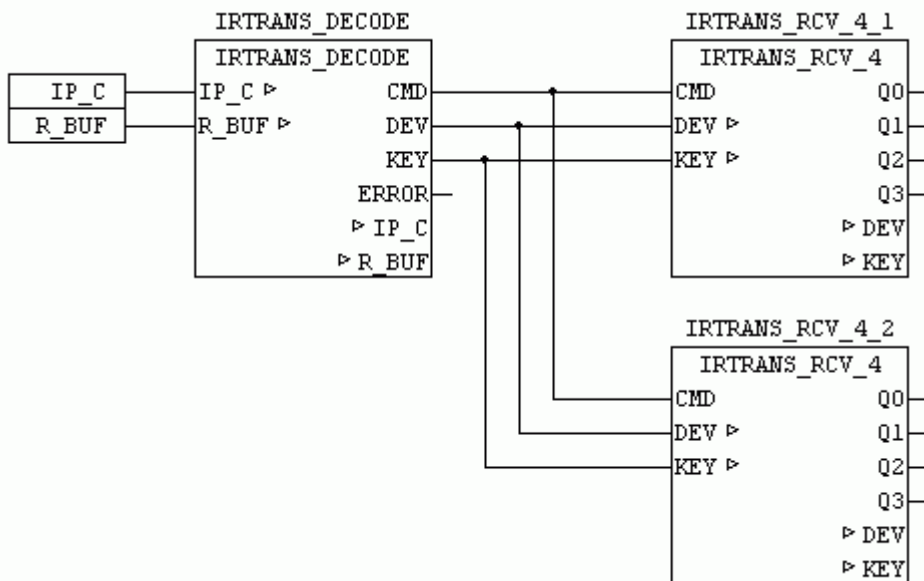 IRTRANS_DECODE IRTRANS_RCV_4_1
IRTRANS_DECODE IRTRANS_RCV_4
IP_C IP_C CMD CMD Q0
R_BUF R_BUF DEV DEV Q1
KEY KEY Q2
ERROR Q3
IP_C DEV
R_BUF KEY
IRTRANS_RCV_4_2
IRTRANS_RCV_4
CMD Q0
DEV Q1
KEY Q2
Q3
DEV
KEY